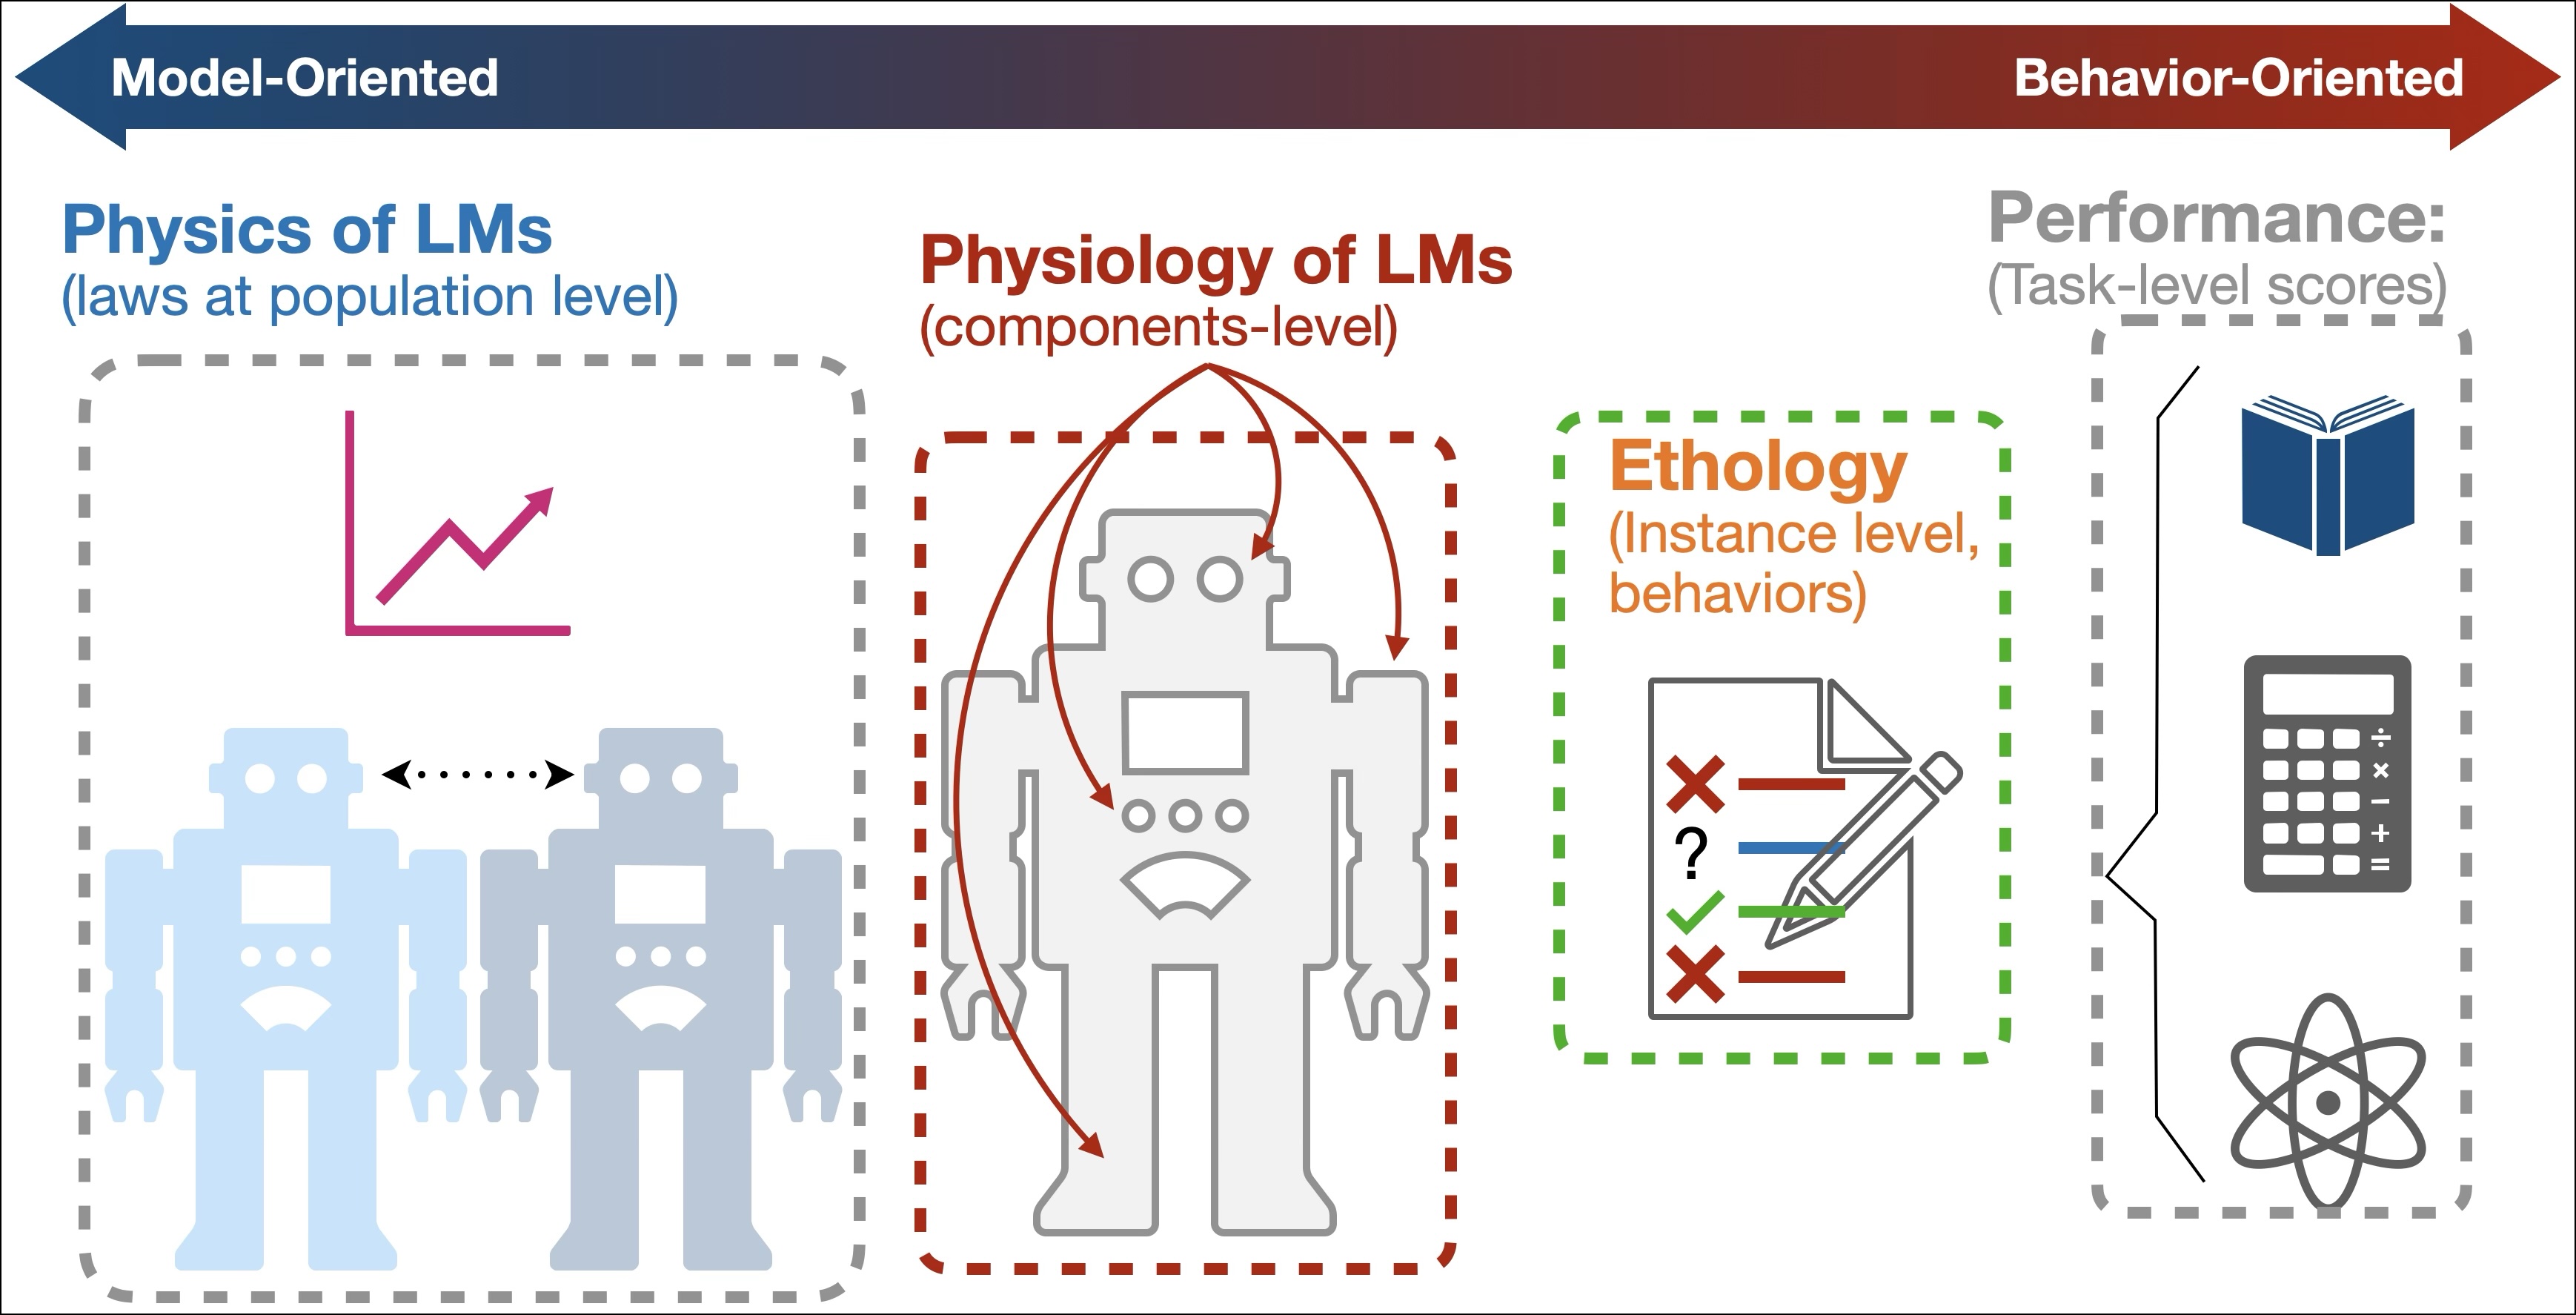 Model-Oriented
Behavior-Oriented
Physics of LMs
(laws at population level)
Physiology of LMs
(components-level)
Ethology
(Instance level,
behaviors)
?
Performance:
(Task-level scores)
÷
×
−
+
=